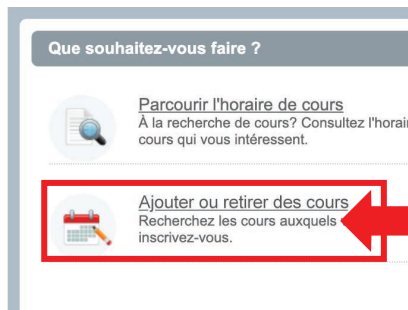 Que souhaitez-vous faire ?
Parcourir l'horaire de cours
À la recherche de cours? Consultez l'horair
cours qui vous intéressent.
Ajouter ou retirer des cours
Recherchez les cours auxquels
inscrivez-vous.